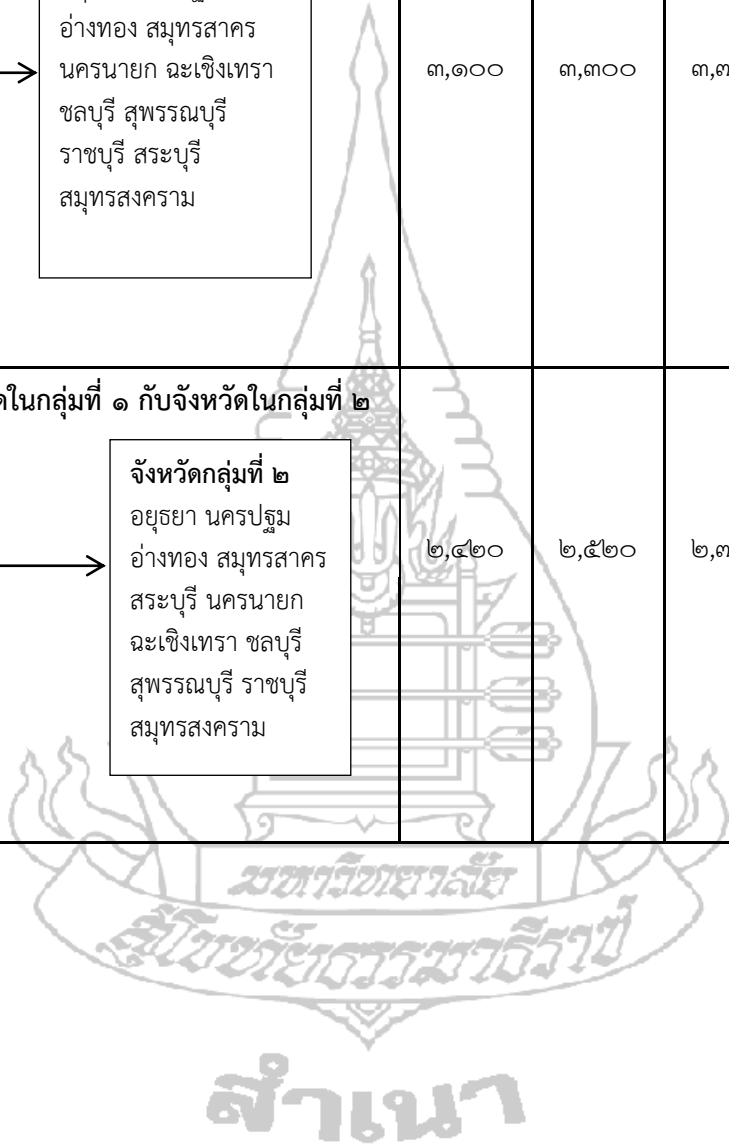 อ่างทอง สมุทรสาคร
นครนายก ฉะเชิงเทรา
ชลบุรี สุพรรณบุรี
ราชบุรี สระบุรี
สมุทรสงคราม
๓,๑๐๐ ๓,๓๐๐
ในกลุ่มที่ ๑ กับจังหวัดในกลุ่มที่ ๒
จังหวัดกลุ่มที่ ๒
อยุธยา นครปฐม
อ่างทอง สมุทรสาคร
สระบุรี นครนายก
ฉะเชิงเทรา ชลบุรี
สุพรรณบุรี ราชบุรี
สมุทรสงคราม
๒,๔๒๐ ๒,๕๒๐
มหาวิทยาลัย
สุโขทัยธรรมาธิราช
สำเนา